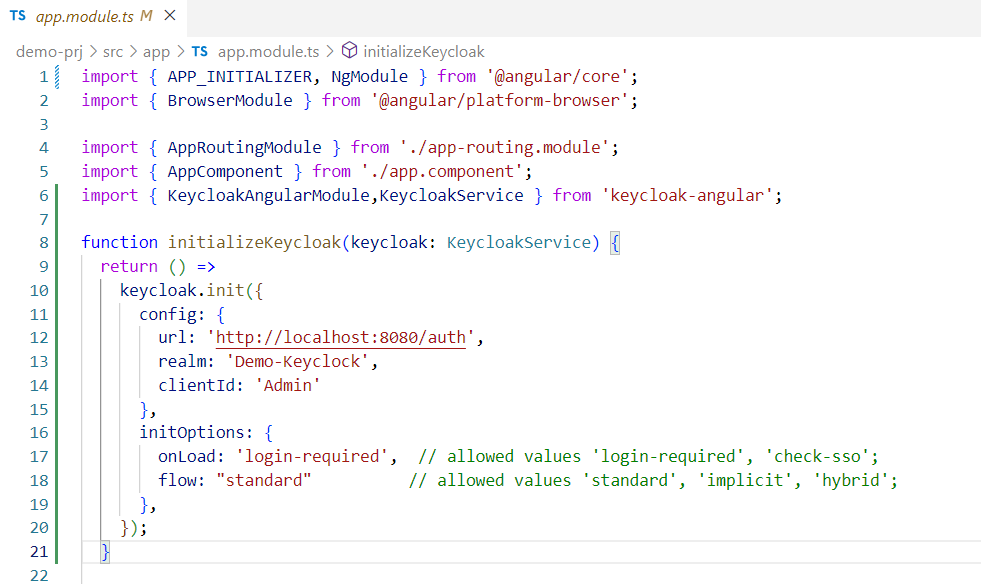 TS app.module.ts M ×
demo-prj > src > app > TS app.module.ts > initializeKeycloak
1 import { APP_INITIALIZER, NgModule } from '@angular/core';
2 import { BrowserModule } from '@angular/platform-browser';
3
4 import { AppRoutingModule } from './app-routing.module';
5 import { AppComponent } from './app.component';
6 import { KeycloakAngularModule,KeycloakService } from 'keycloak-angular';
7
8 function initializeKeycloak(keycloak: KeycloakService) {
9   return () =>
10     keycloak.init({
11       config: {
12         url: 'http://localhost:8080/auth',
13         realm: 'Demo-Keyclock',
14         clientId: 'Admin'
15       },
16       initOptions: {
17         onLoad: 'login-required',  // allowed values 'login-required', 'check-sso';
18         flow: "standard"          // allowed values 'standard', 'implicit', 'hybrid';
19       },
20     });
21   }
22